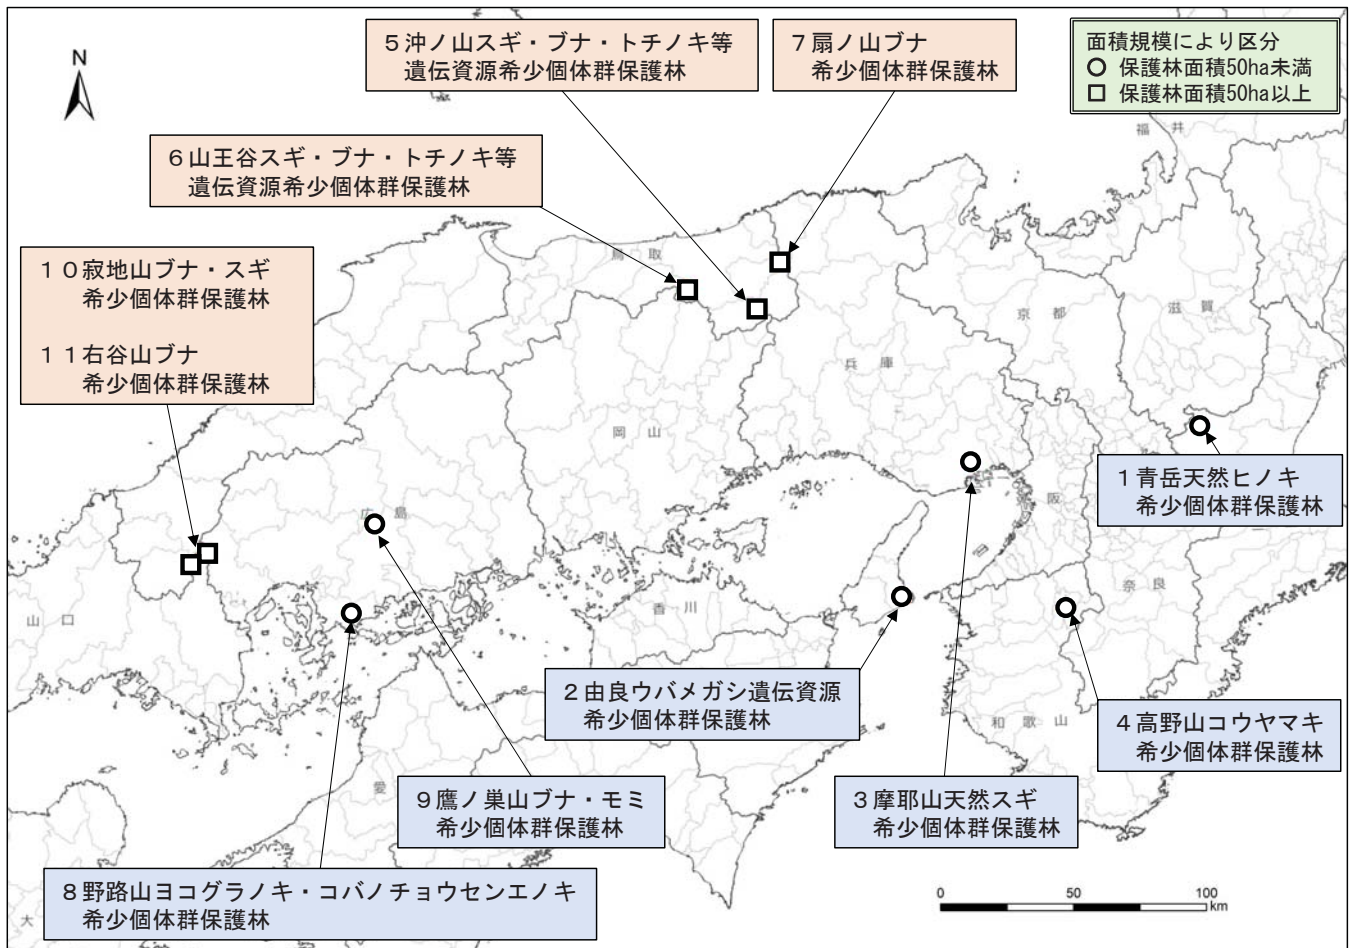 N
５沖ノ山スギ・ブナ・トチノキ等
遺伝資源希少個体群保護林
７扇ノ山ブナ
希少個体群保護林
面積規模により区分
○ 保護林面積50ha未満
□ 保護林面積50ha以上
６山王谷スギ・ブナ・トチノキ等
遺伝資源希少個体群保護林
１０寂地山ブナ・スギ
希少個体群保護林
１１右谷山ブナ
希少個体群保護林
福井
鳥取
京都
滋賀
兵庫
岡山
広島
阪
奈良
香川
山口
和歌山
愛
大
１青岳天然ヒノキ
希少個体群保護林
２由良ウバメガシ遺伝資源
希少個体群保護林
４高野山コウヤマキ
希少個体群保護林
９鷹ノ巣山ブナ・モミ
希少個体群保護林
３摩耶山天然スギ
希少個体群保護林
８野路山ヨコグラノキ・コバノチョウセンエノキ
希少個体群保護林
0 50 100
km